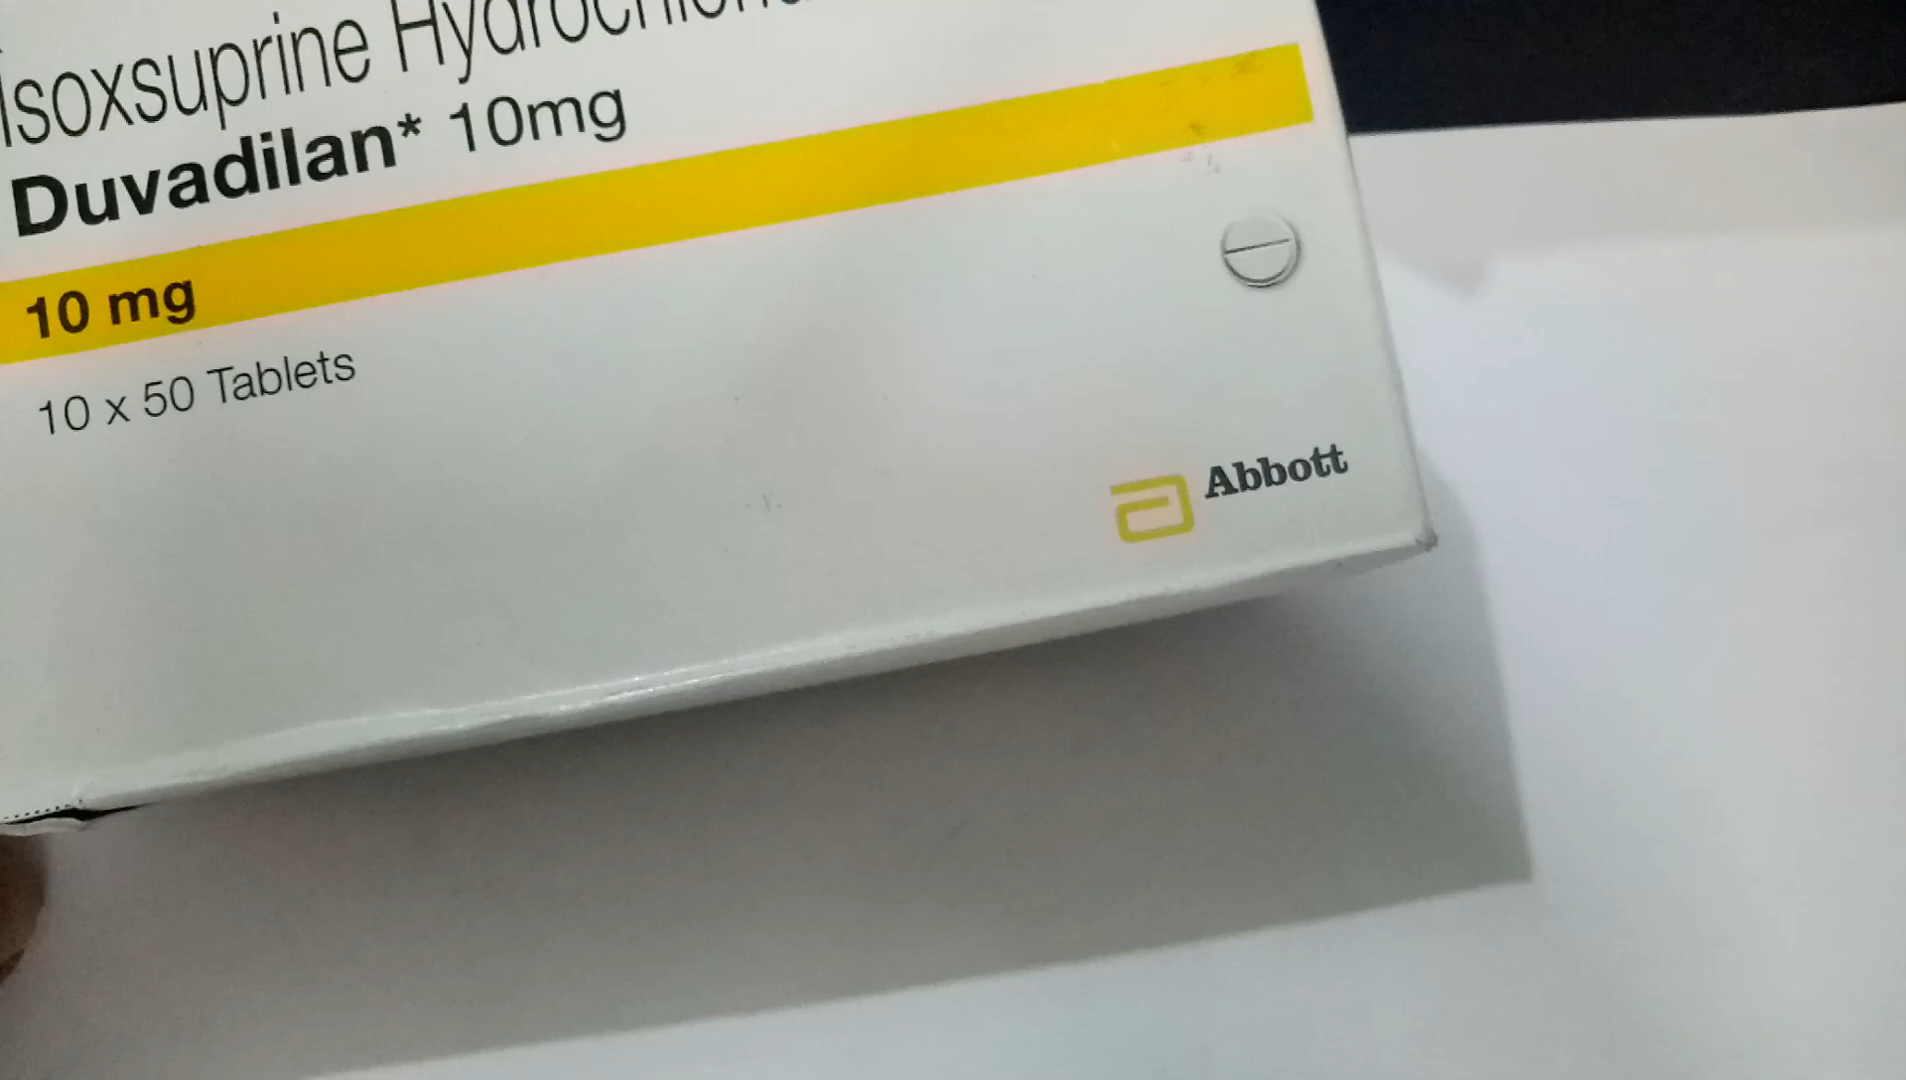 Isoxsuprine
Duvadilan* 10mg
10 mg
10 x 50 Tablets
Abbott